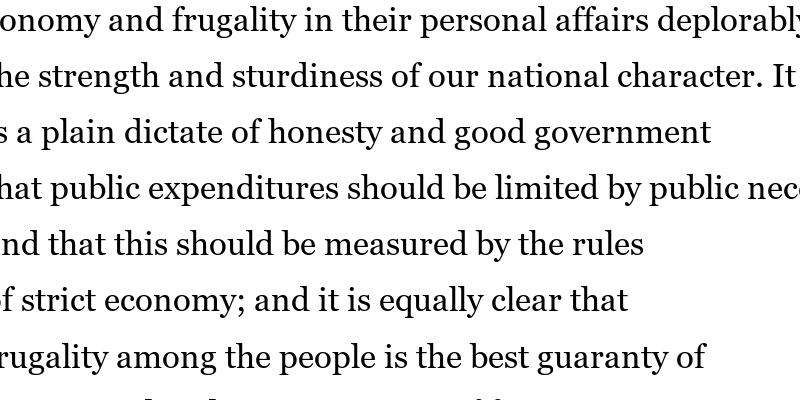 onomy and frugality in their personal affairs deplorably
he strength and sturdiness of our national character. It
s a plain dictate of honesty and good government
hat public expenditures should be limited by public nec
nd that this should be measured by the rules
of strict economy; and it is equally clear that
rugality among the people is the best guaranty of